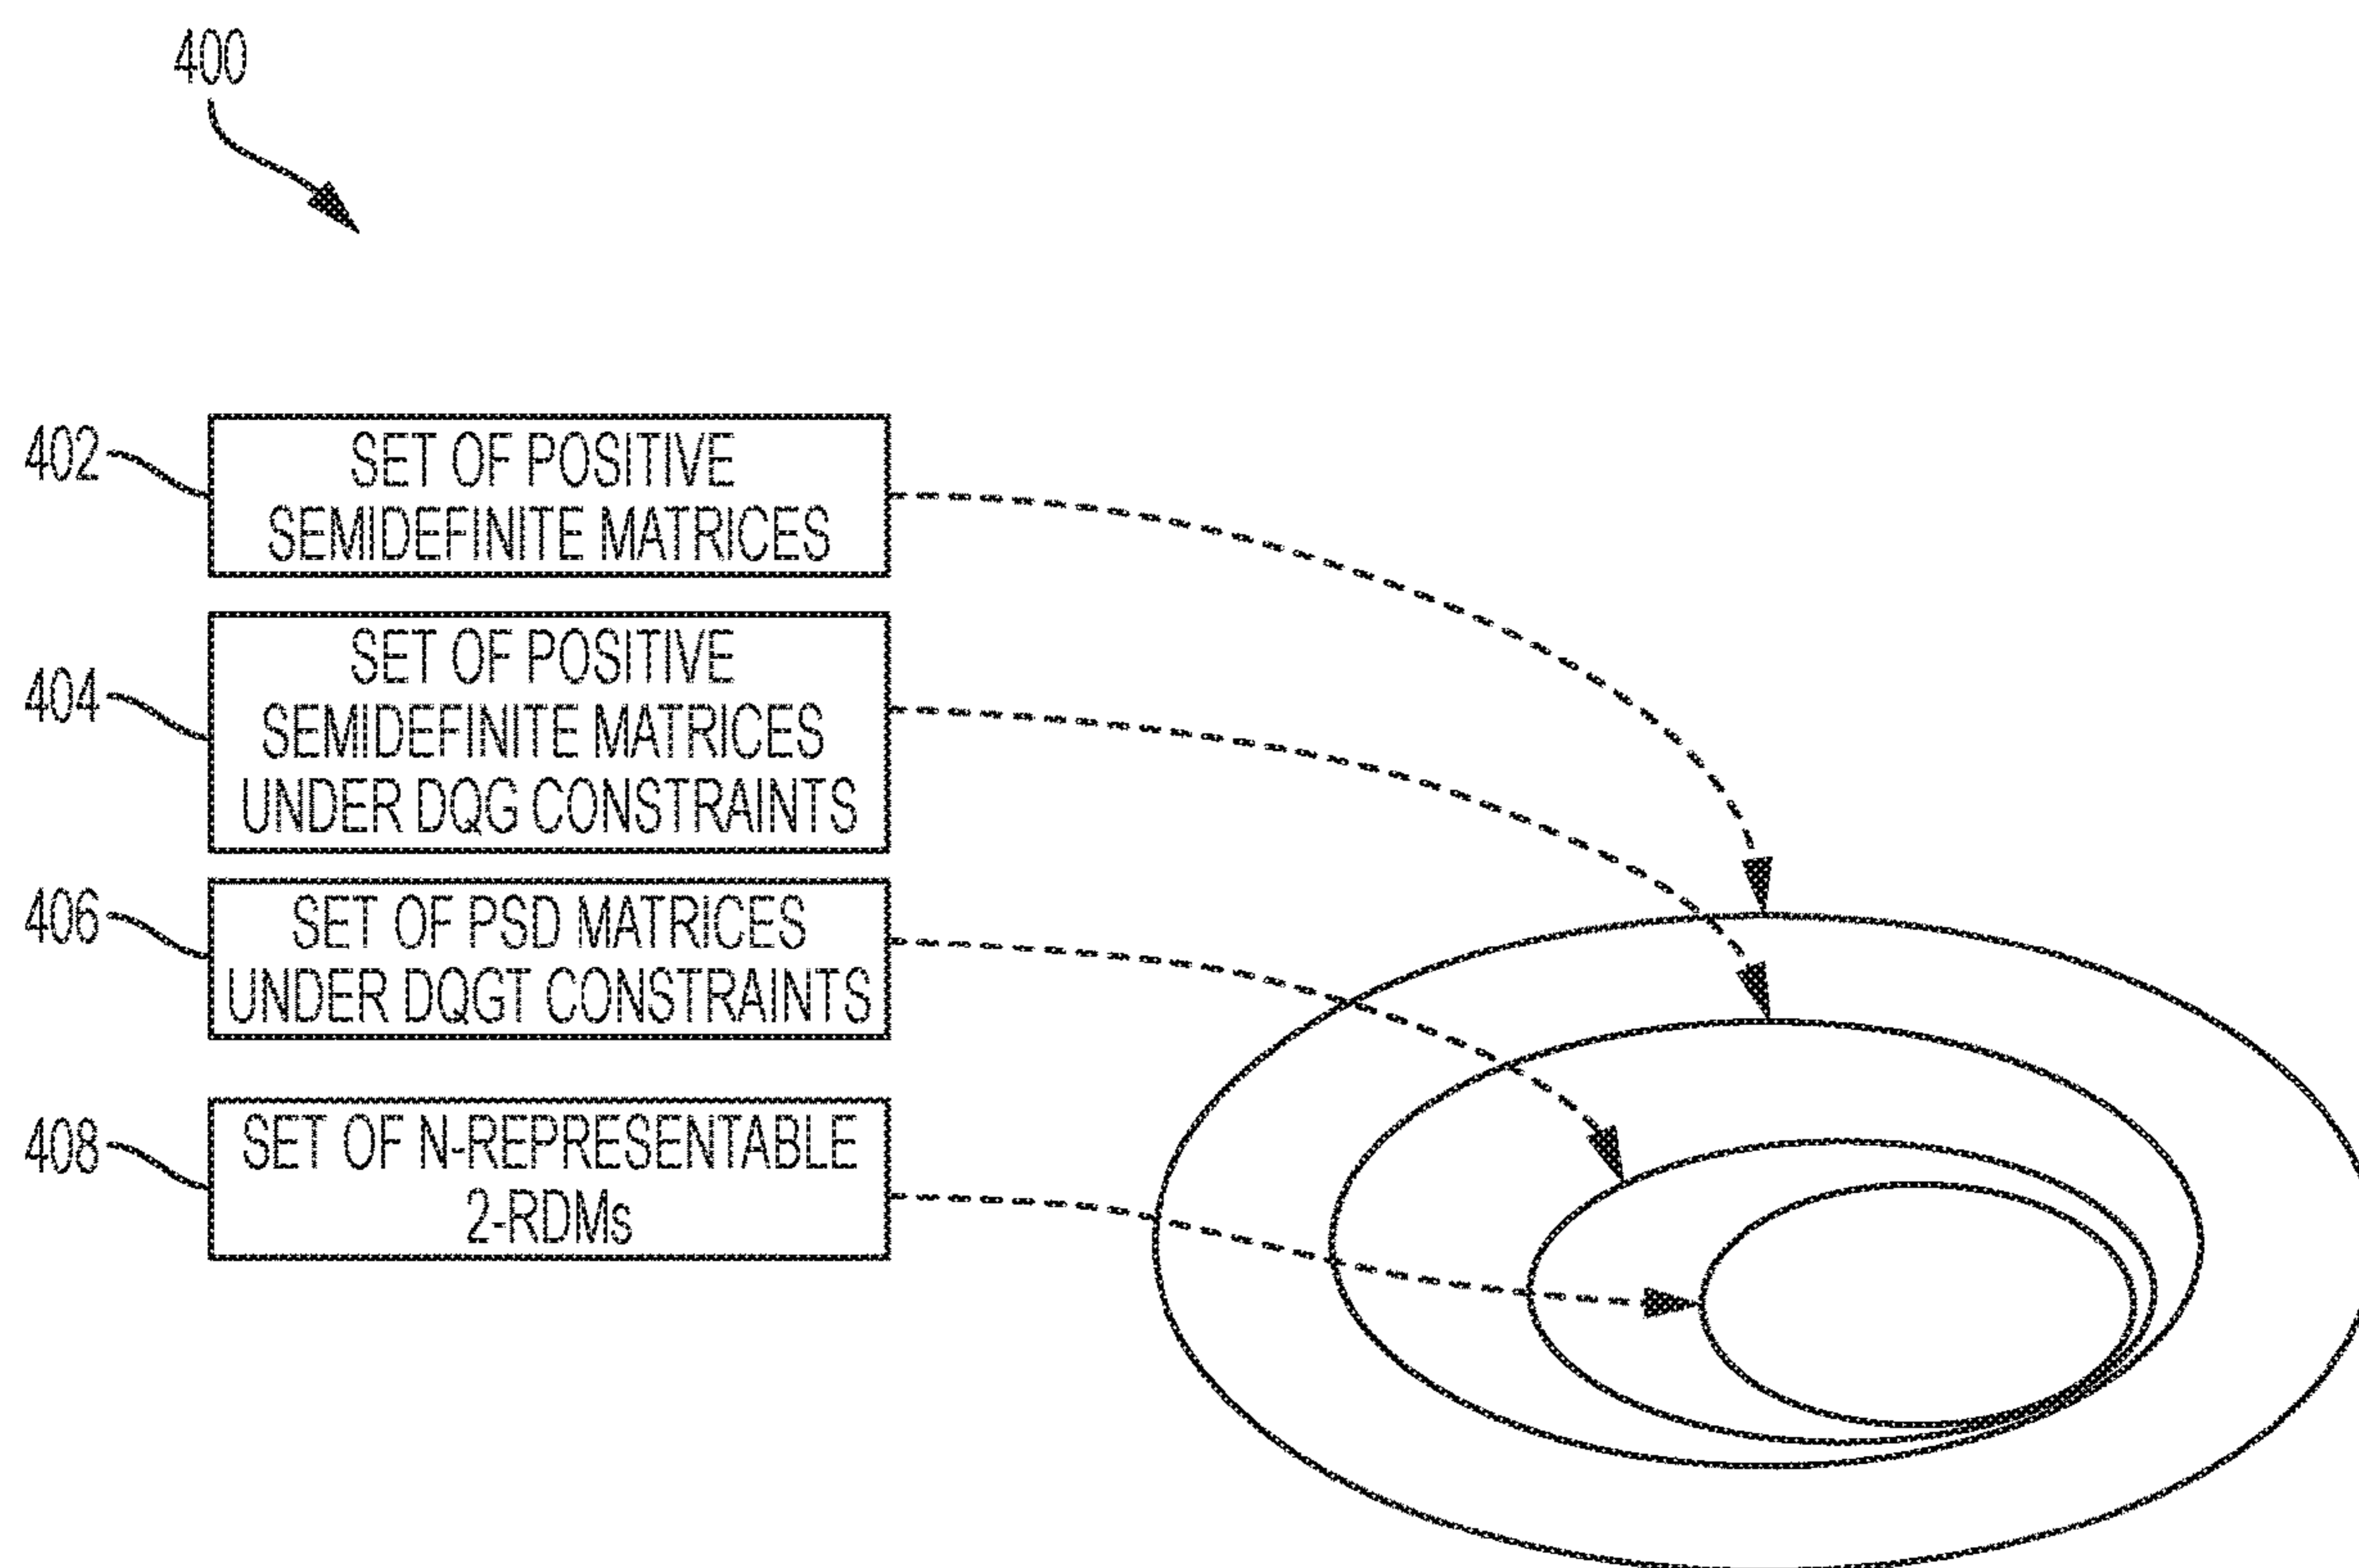 400
402
SET OF POSITIVE
SEMIDEFINITE MATRICES
404
SET OF POSITIVE
SEMIDEFINITE MATRICES
UNDER DQG CONSTRAINTS
406
SET OF PSD MATRICES
UNDER DQGT CONSTRAINTS
408
SET OF N-REPRESENTABLE
2-RDMs